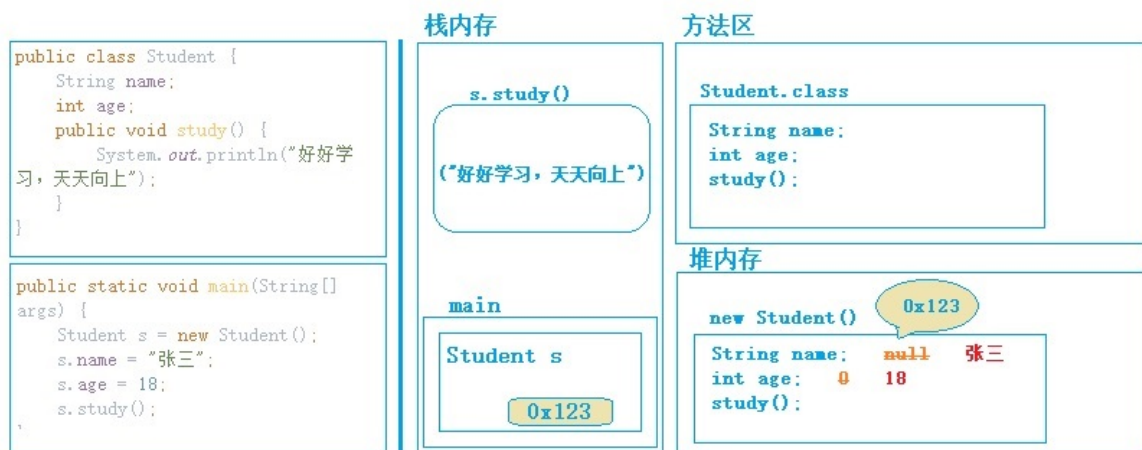 public class Student {
String name;
int age;
public void study() {
System.out.println("好好学
习，天天向上");
}
}
public static void main(String[]
args) {
Student s = new Student();
s.name = "张三";
s.age = 18;
s.study();
栈内存
s.study()
("好好学习，天天向上")
main
Student s
0x123
方法区
Student.class
String name;
int age;
study();
堆内存
new Student()
0x123
String name; null 张三
int age; 0 18
study();